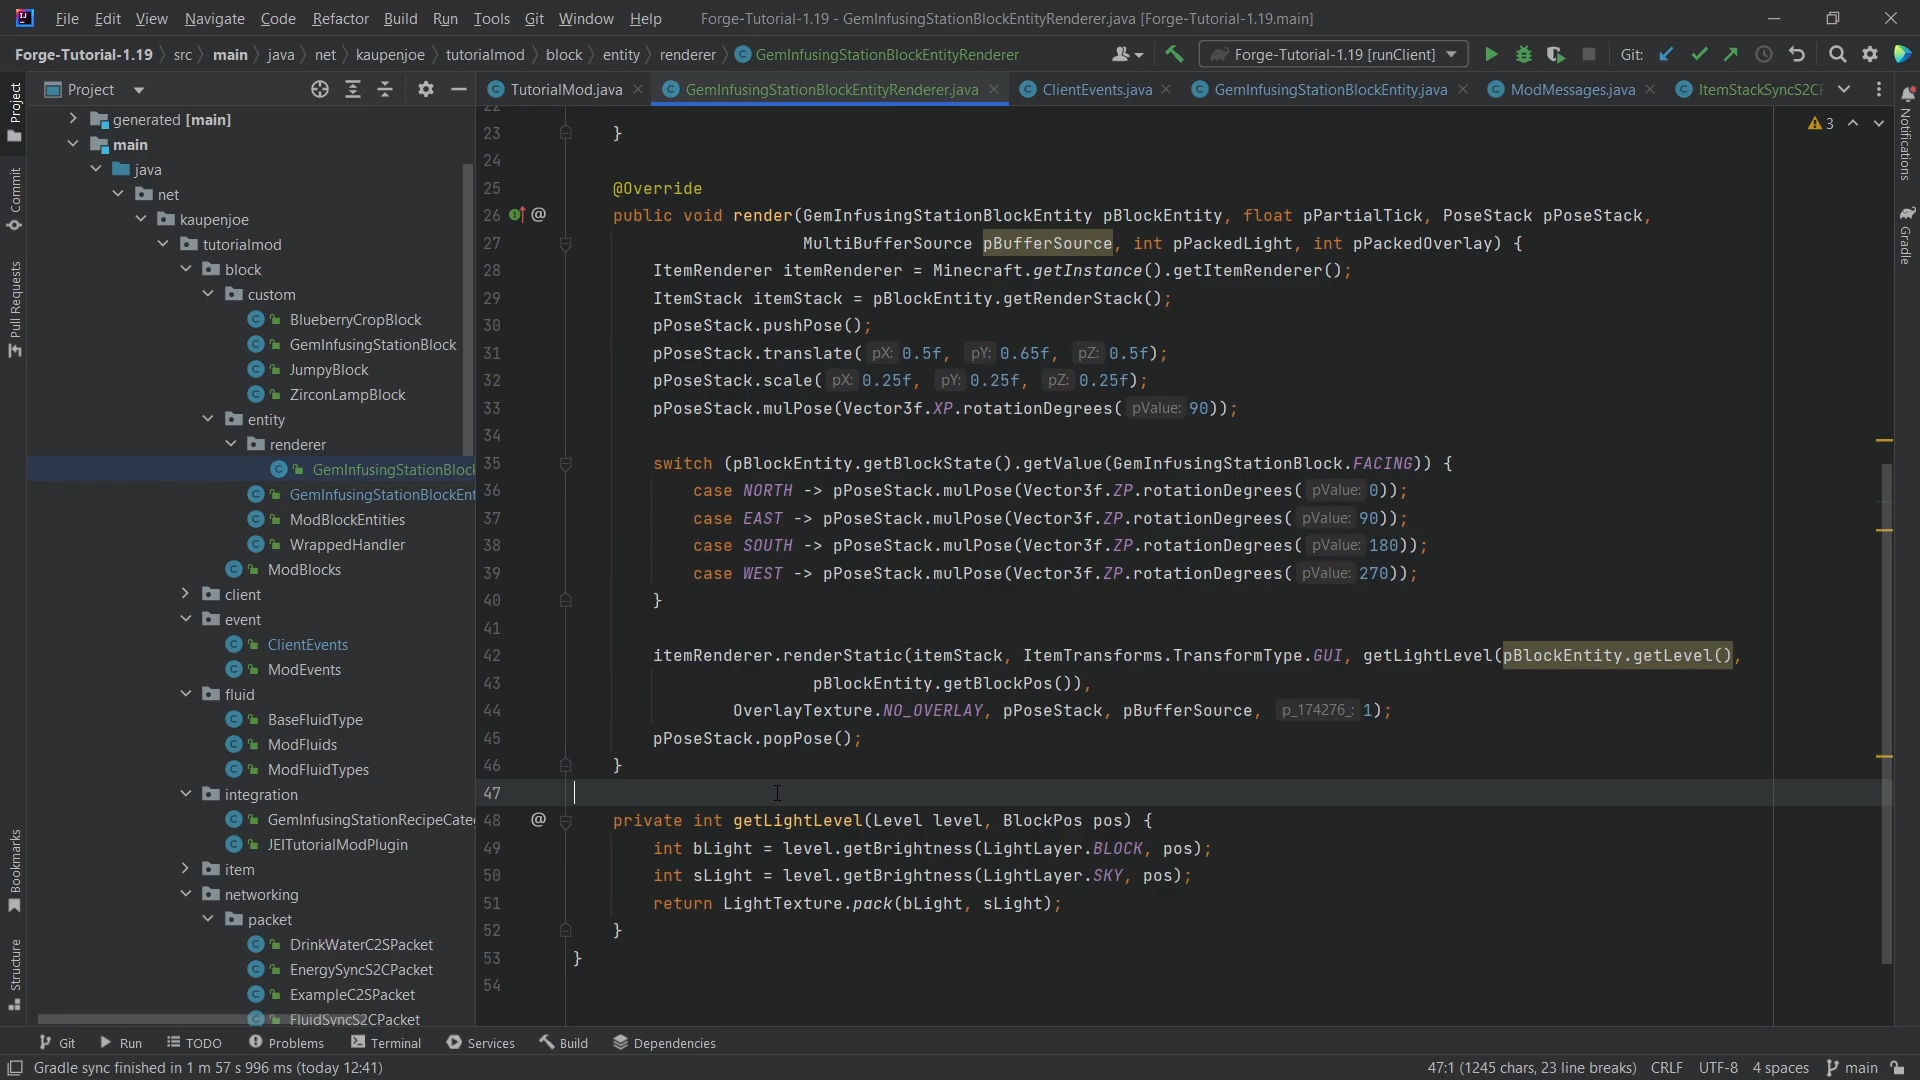 File Edit View Navigate Code Refactor Build Run Tools Git Window Help Forge-Tutorial-1.19 - GemInfusingStationBlockEntityRenderer.java [Forge-Tutorial-1.19.main]
Forge-Tutorial-1.19 src main java net kaupenjoe tutorialmod block entity renderer GemInfusingStationBlockEntityRenderer Forge-Tutorial-1.19 [runClient] Git:
Project TutorialMod.java GemInfusingStationBlockEntityRenderer.java ClientEvents.java GemInfusingStationBlockEntity.java ModMessages.java ItemStackSyncS2CP
Project
Commit
Pull Requests
Bookmarks
Structure
generated [main]
main
java
net
kaupenjoe
tutorialmod
block
custom
BlueberryCropBlock
GemInfusingStationBlock
JumpyBlock
ZirconLampBlock
entity
renderer
GemInfusingStationBlock
GemInfusingStationBlockEnt
ModBlockEntities
WrappedHandler
ModBlocks
client
event
ClientEvents
ModEvents
fluid
BaseFluidType
ModFluids
ModFluidTypes
integration
GemInfusingStationRecipeCate
JEITutorialModPlugin
item
networking
packet
DrinkWaterC2SPacket
EnergySyncS2CPacket
ExampleC2SPacket
FluidSyncS2CPacket
3
22
23 }
24
25 @Override
26 @ public void render(GemInfusingStationBlockEntity pBlockEntity, float pPartialTick, PoseStack pPoseStack,
27 MultiBufferSource pBufferSource, int pPackedLight, int pPackedOverlay) {
28 ItemRenderer itemRenderer = Minecraft.getInstance().getItemRenderer();
29 ItemStack itemStack = pBlockEntity.getRenderStack();
30 pPoseStack.pushPose();
31 pPoseStack.translate( pX: 0.5f, pY: 0.65f, pZ: 0.5f);
32 pPoseStack.scale( pX: 0.25f, pY: 0.25f, pZ: 0.25f);
33 pPoseStack.mulPose(Vector3f.XP.rotationDegrees( pValue: 90));
34
35 switch (pBlockEntity.getBlockState().getValue(GemInfusingStationBlock.FACING)) {
36 case NORTH -> pPoseStack.mulPose(Vector3f.ZP.rotationDegrees( pValue: 0));
37 case EAST -> pPoseStack.mulPose(Vector3f.ZP.rotationDegrees( pValue: 90));
38 case SOUTH -> pPoseStack.mulPose(Vector3f.ZP.rotationDegrees( pValue: 180));
39 case WEST -> pPoseStack.mulPose(Vector3f.ZP.rotationDegrees( pValue: 270));
40 }
41
42 itemRenderer.renderStatic(itemStack, ItemTransforms.TransformType.GUI, getLightLevel(pBlockEntity.getLevel(),
43 pBlockEntity.getBlockPos()),
44 OverlayTexture.NO_OVERLAY, pPoseStack, pBufferSource, p_174276_: 1);
45 pPoseStack.popPose();
46 }
47
48 @ private int getLightLevel(Level level, BlockPos pos) {
49 int bLight = level.getBrightness(LightLayer.BLOCK, pos);
50 int sLight = level.getBrightness(LightLayer.SKY, pos);
51 return LightTexture.pack(bLight, sLight);
52 }
53 }
54
Notifications
Gradle
Git Run TODO Problems Terminal Services Build Dependencies
Gradle sync finished in 1 m 57 s 996 ms (today 12:41) 47:1 (1245 chars, 23 line breaks) CRLF UTF-8 4 spaces main